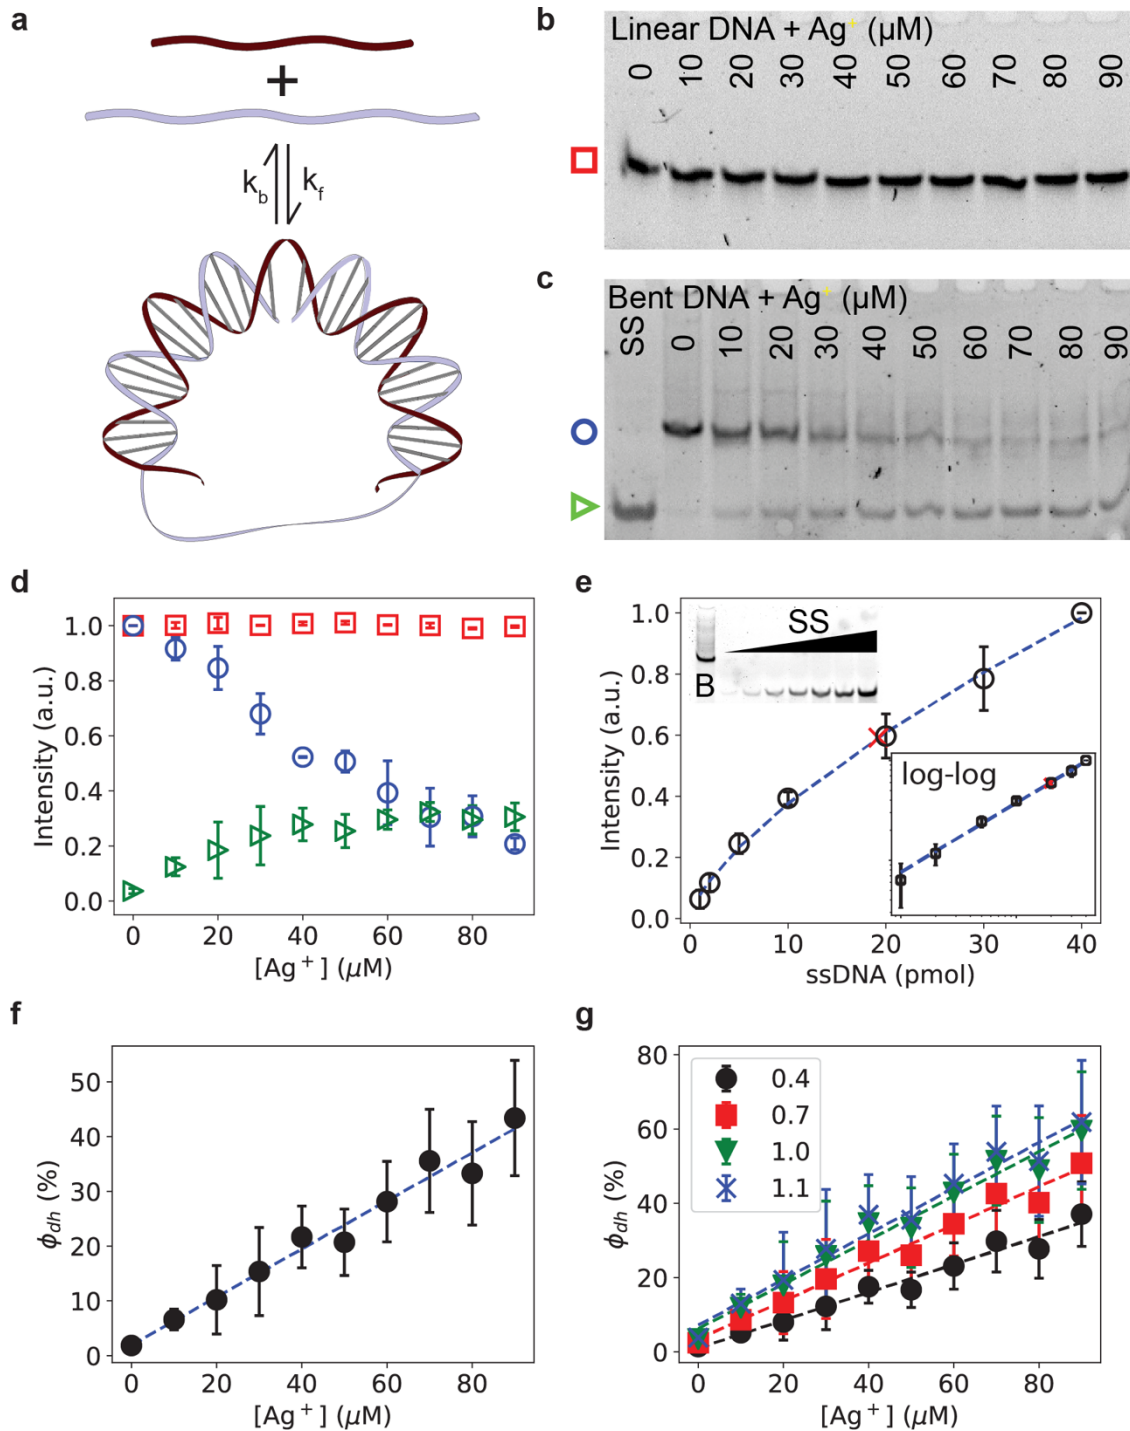 a
+
k_b k_f
b
Linear DNA + Ag⁺ (µM)
0 10 20 30 40 50 60 70 80 90
c
Bent DNA + Ag⁺ (µM)
SS 0 10 20 30 40 50 60 70 80 90
d
Intensity (a.u.)
1.0
0.8
0.6
0.4
0.2
0.0
0 20 40 60 80
[Ag⁺] (µM)
e
Intensity (a.u.)
1.0
0.8
0.6
0.4
0.2
0.0
SS
B
log-log
0 10 20 30 40
ssDNA (pmol)
f
ϕ_dh (%)
50
40
30
20
10
0
0 20 40 60 80
[Ag⁺] (µM)
g
ϕ_dh (%)
80
60
40
20
0
0.4
0.7
1.0
1.1
0 20 40 60 80
[Ag⁺] (µM)